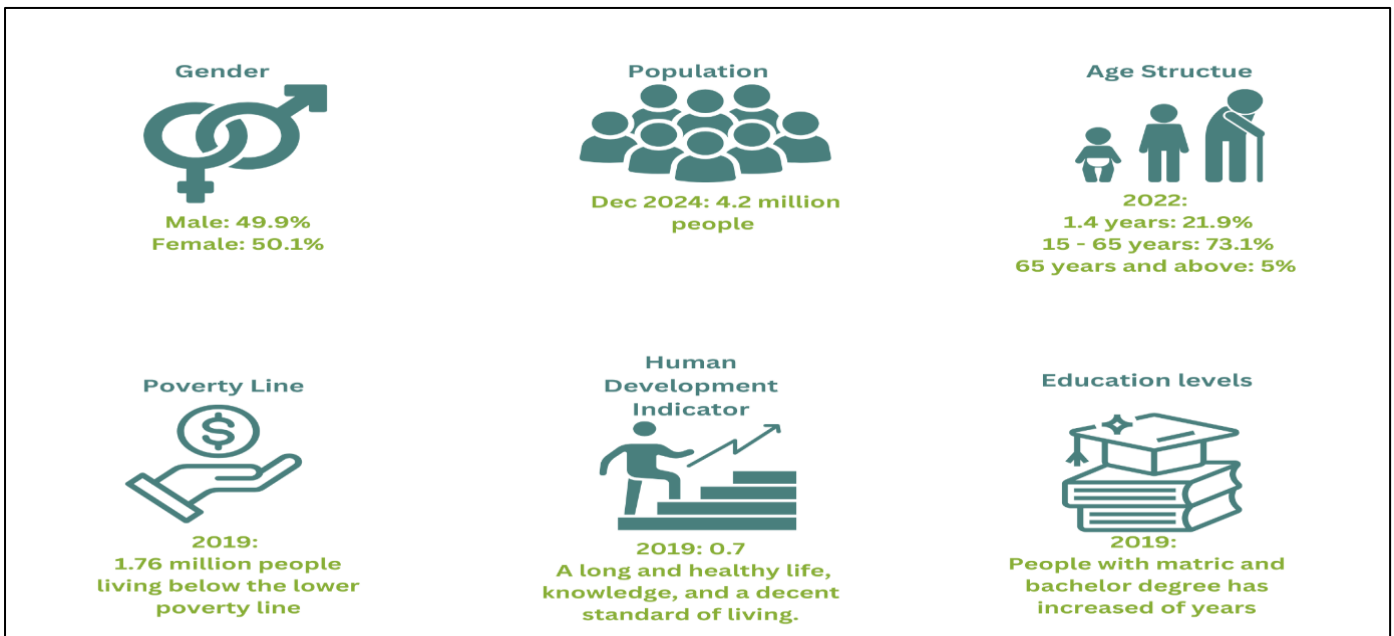 Gender
Male: 49.9%
Female: 50.1%
Population
Dec 2024: 4.2 million
people
Age Structue
2022:
1.4 years: 21.9%
15 - 65 years: 73.1%
65 years and above: 5%
Poverty Line
$
2019:
1.76 million people
living below the lower
poverty line
Human
Development
Indicator
2019: 0.7
A long and healthy life,
knowledge, and a decent
standard of living.
Education levels
2019:
People with matric and
bachelor degree has
increased of years